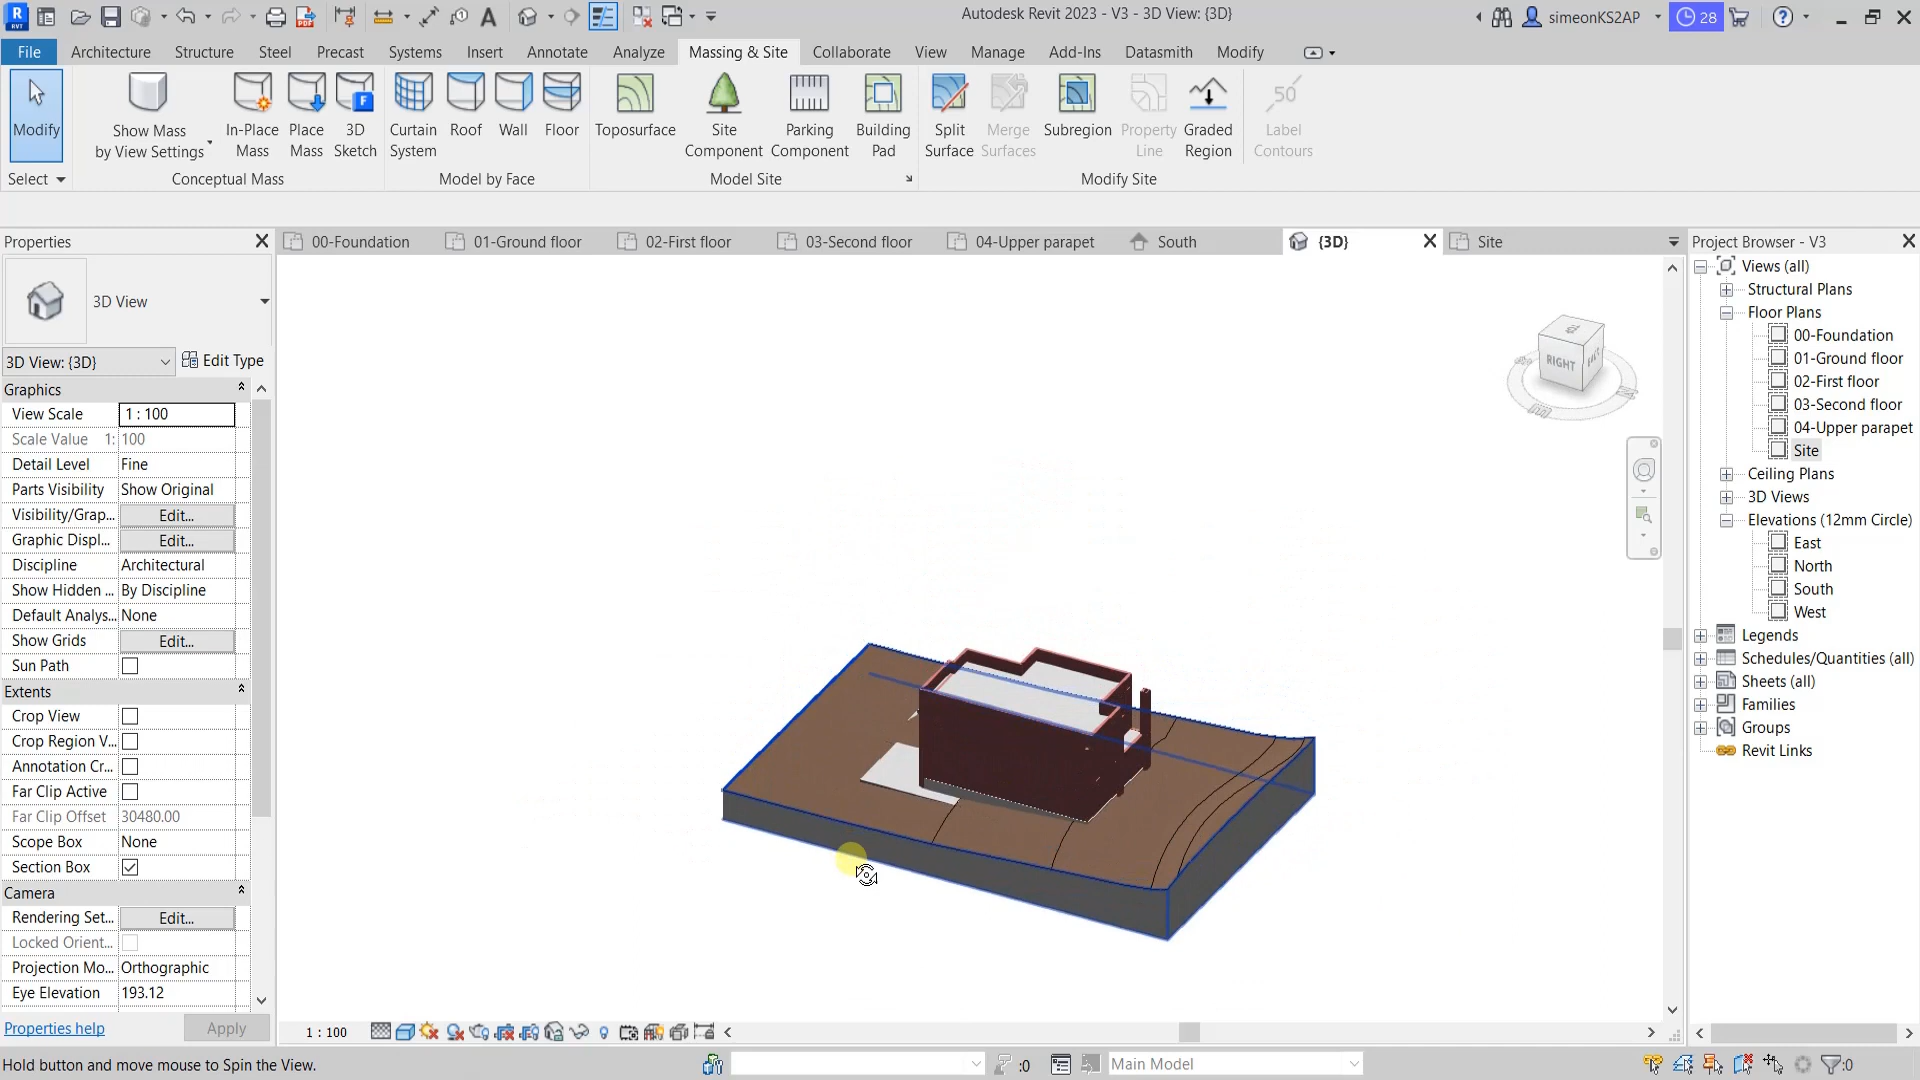 Autodesk Revit 2023 - V3 - 3D View: {3D}
simeonKS2AP
28
File Architecture Structure Steel Precast Systems Insert Annotate Analyze Massing & Site Collaborate View Manage Add-Ins Datasmith Modify
Modify
Show Mass
by View Settings
In-Place
Mass
Place
Mass
3D
Sketch
Curtain
System
Roof
Wall
Floor
Toposurface
Site
Component
Parking
Component
Building
Pad
Split
Surface
Merge
Surfaces
Subregion
Property
Line
Graded
Region
Label
Contours
Select Conceptual Mass Model by Face Model Site Modify Site
Properties
00-Foundation 01-Ground floor 02-First floor 03-Second floor 04-Upper parapet South {3D} Site
3D View
3D View: {3D} Edit Type
Graphics
View Scale 1 : 100
Scale Value 1: 100
Detail Level Fine
Parts Visibility Show Original
Visibility/Grap... Edit...
Graphic Displ... Edit...
Discipline Architectural
Show Hidden ... By Discipline
Default Analys... None
Show Grids Edit...
Sun Path
Extents
Crop View
Crop Region V...
Annotation Cr...
Far Clip Active
Far Clip Offset 30480.00
Scope Box None
Section Box
Camera
Rendering Set... Edit...
Locked Orient...
Projection Mo... Orthographic
Eye Elevation 193.12
Properties help Apply
RIGHT
Project Browser - V3
Views (all)
Structural Plans
Floor Plans
00-Foundation
01-Ground floor
02-First floor
03-Second floor
04-Upper parapet
Site
Ceiling Plans
3D Views
Elevations (12mm Circle)
East
North
South
West
Legends
Schedules/Quantities (all)
Sheets (all)
Families
Groups
Revit Links
1 : 100
Hold button and move mouse to Spin the View.
:0
Main Model
:0